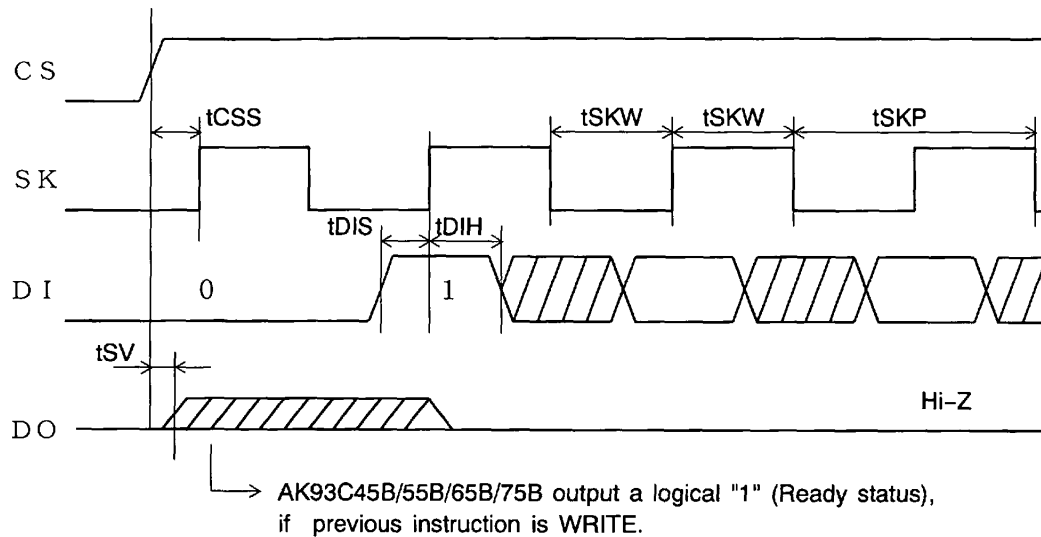 CS
tCSS
tSKW
tSKW
tSKP
SK
tDIS
tDIH
DI
0
1
tSV
Hi-Z
DO
AK93C45B/55B/65B/75B output a logical "1" (Ready status),
if previous instruction is WRITE.